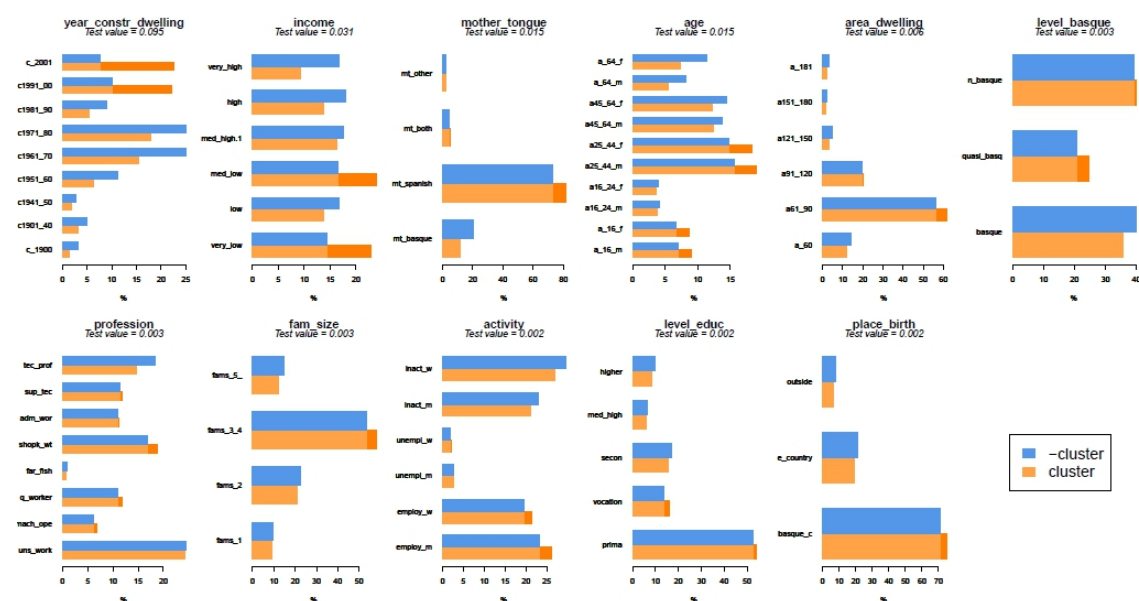 year_constr_dwelling
Test value = 0.095
c_2001
c1991_00
c1981_90
c1971_80
c1961_70
c1951_60
c1941_50
c1901_40
c_1900
0 5 10 15 20 25
%
income
Test value = 0.031
very_high
high
med_high.1
med_low
low
very_low
0 5 10 15 20 25
%
mother_tongue
Test value = 0.015
mt_other
mt_both
mt_spanish
mt_basque
0 20 40 60 80
%
age
Test value = 0.015
a_64_f
a_64_m
a45_64_f
a45_64_m
a25_44_f
a25_44_m
a16_24_f
a16_24_m
a_16_f
a_16_m
0 5 10 15
%
area_dwelling
Test value = 0.006
a_181
a151_180
a121_150
a91_120
a61_90
a_60
0 10 20 30 40 50 60
%
level_basque
Test value = 0.003
n_basque
quasi_basq
basque
0 10 20 30 40
%
profession
Test value = 0.003
tec_prof
sup_tec
adm_wor
shopk_wt
far_fish
q_worker
mach_ope
uns_work
0 5 10 15 20
%
fam_size
Test value = 0.003
fams_5_
fams_3_4
fams_2
fams_1
0 10 20 30 40 50
%
activity
Test value = 0.002
inact_w
inact_m
unempl_w
unempl_m
employ_w
employ_m
0 5 10 15 20 25
%
level_educ
Test value = 0.002
higher
med_high
secon
vocation
prima
0 10 20 30 40 50
%
place_birth
Test value = 0.002
outside
e_country
basque_c
0 10 20 30 40 50 60 70
%
−cluster
cluster